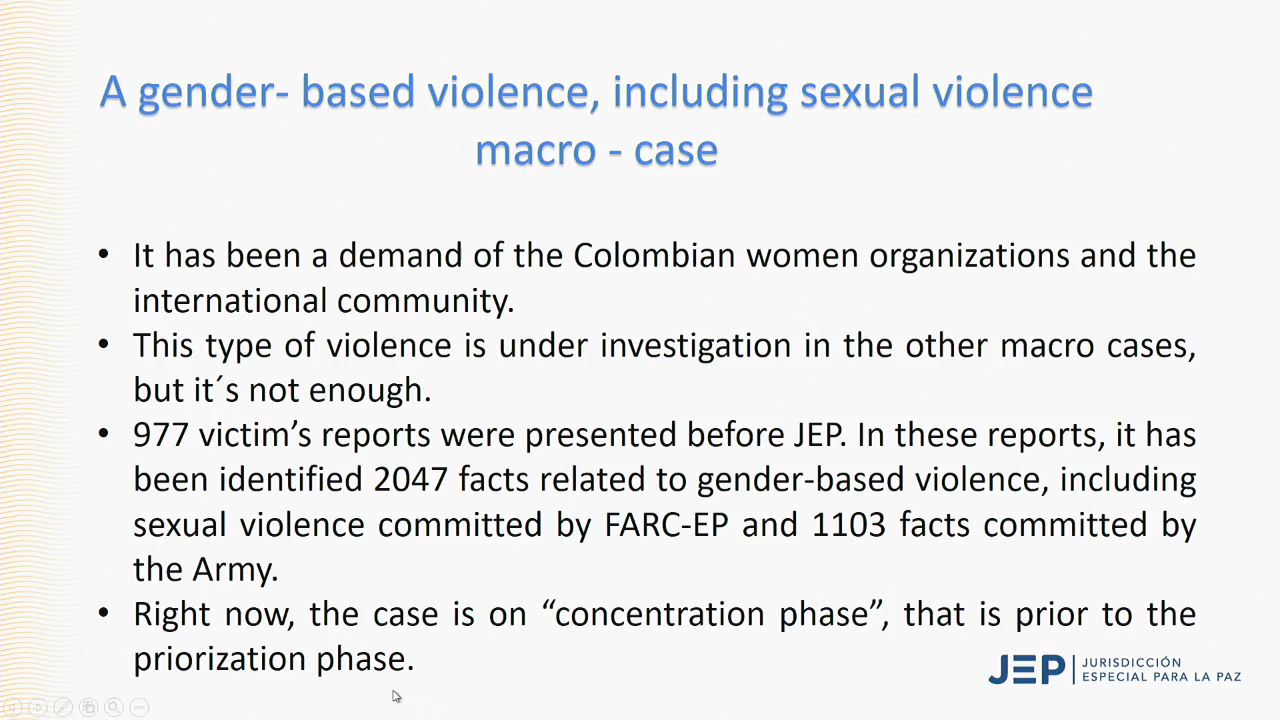 A gender- based violence, including sexual violence
macro - case
• It has been a demand of the Colombian women organizations and the
international community.
• This type of violence is under investigation in the other macro cases,
but it´s not enough.
• 977 victim’s reports were presented before JEP. In these reports, it has
been identified 2047 facts related to gender-based violence, including
sexual violence committed by FARC-EP and 1103 facts committed by
the Army.
• Right now, the case is on “concentration phase”, that is prior to the
priorization phase.
JEP JURISDICCIÓN
ESPECIAL PARA LA PAZ